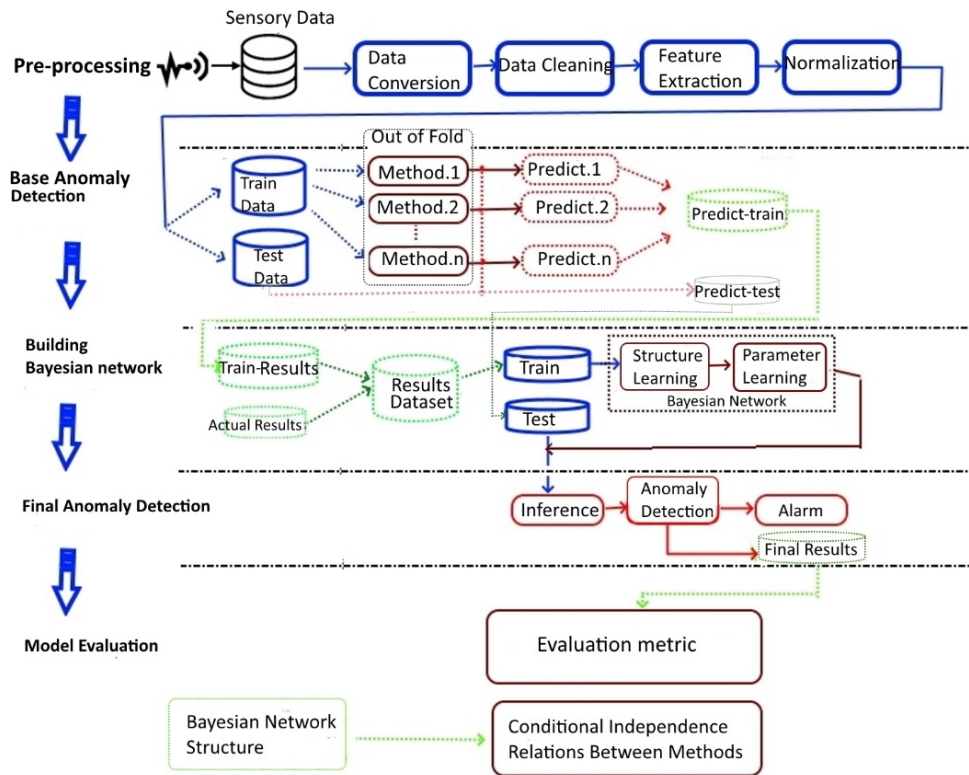 Sensory Data
Pre-processing
Data
Conversion
Data Cleaning
Feature
Extraction
Normalization
Out of Fold
Base Anomaly
Detection
Train
Data
Test
Data
Method.1
Method.2
Method.n
Predict.1
Predict.2
Predict.n
Predict-train
Predict-test
Building
Bayesian network
Train-Results
Actual Results
Results
Dataset
Train
Test
Structure
Learning
Parameter
Learning
Bayesian Network
Final Anomaly Detection
Inference
Anomaly
Detection
Alarm
Final Results
Model Evaluation
Evaluation metric
Bayesian Network
Structure
Conditional Independence
Relations Between Methods